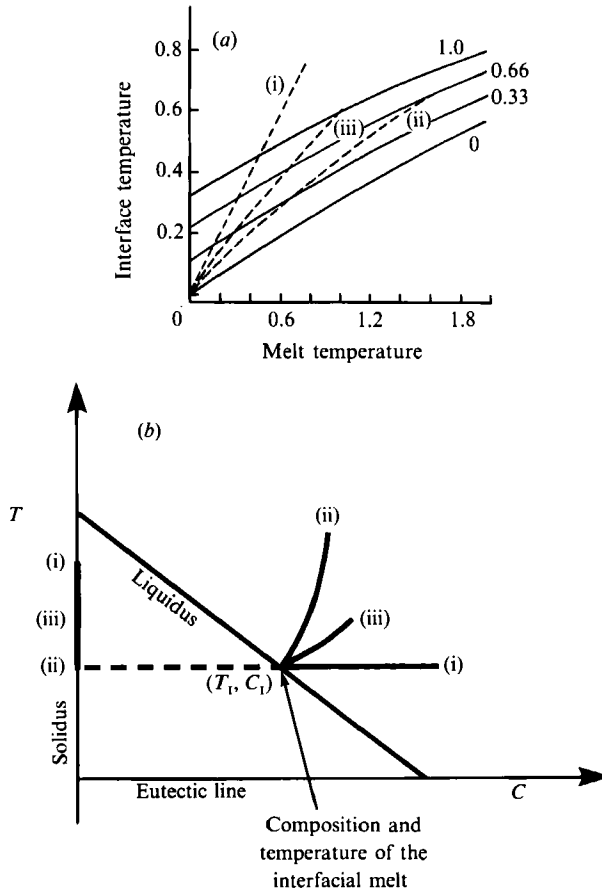 (a)
0.8
0.6
0.4
0.2
0
0.6
1.2
1.8
Interface temperature
Melt temperature
(i)
(iii)
(ii)
1.0
0.66
0.33
0
(b)
T
(i)
(iii)
(ii)
Solidus
Liquidus
(ii)
(iii)
(i)
(T_I, C_I)
Eutectic line
C
Composition and
temperature of the
interfacial melt